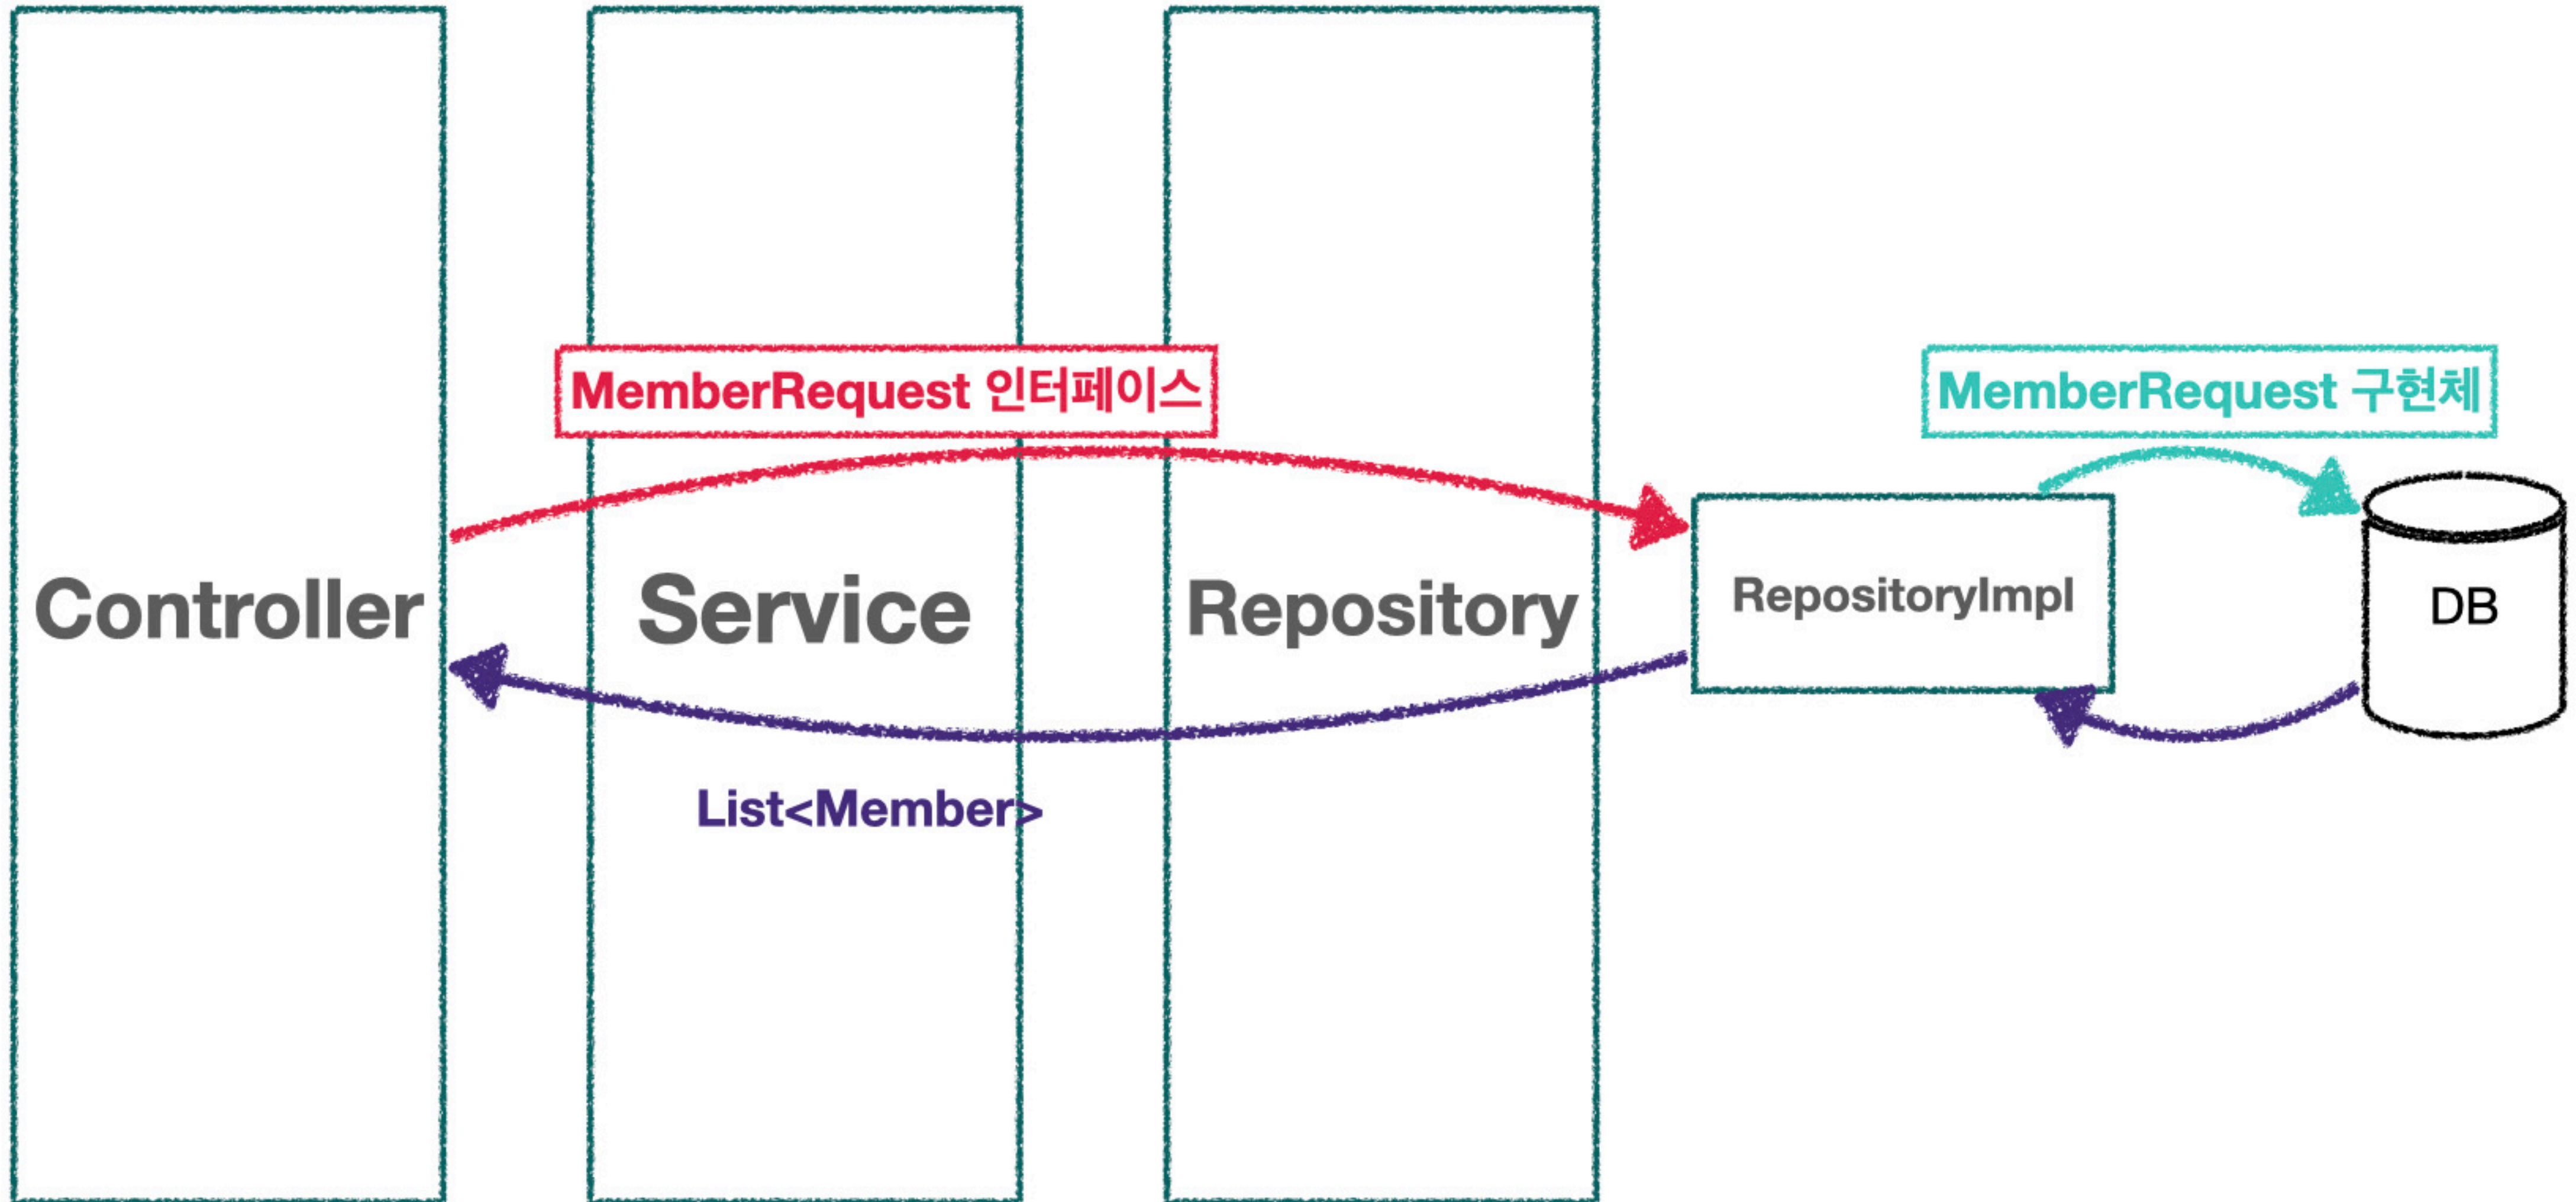 MemberRequest 인터페이스
MemberRequest 구현체
Controller
Service
Repository
RepositoryImpl
DB
List<Member>